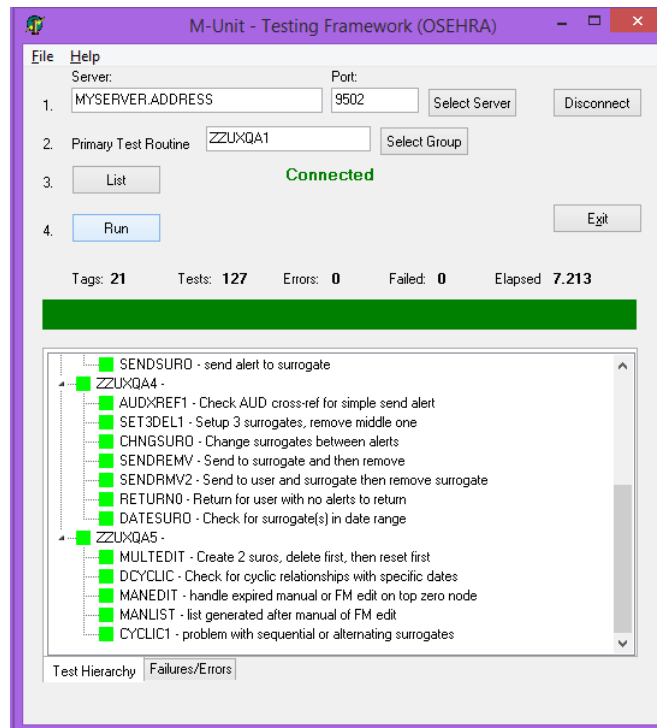 M-Unit - Testing Framework (OSEHRA)
File Help
Server: Port:
1. MYSERVER.ADDRESS 9502 Select Server Disconnect
2. Primary Test Routine ZZUXQA1 Select Group
3. List Connected
4. Run Exit
Tags: 21 Tests: 127 Errors: 0 Failed: 0 Elapsed 7.213
SENDSURO - send alert to surrogate
ZZUXQA4 -
AUDXREF1 - Check AUD cross-ref for simple send alert
SET3DEL1 - Setup 3 surrogates, remove middle one
CHNGSURO - Change surrogates between alerts
SENDREMV - Send to surrogate and then remove
SENDRMV2 - Send to user and surrogate then remove surrogate
RETURN0 - Return for user with no alerts to return
DATESURO - Check for surrogate(s) in date range
ZZUXQA5 -
MULTEDIT - Create 2 suros, delete first, then reset first
DCYCLIC - Check for cyclic relationships with specific dates
MANEDIT - handle expired manual or FM edit on top zero node
MANLIST - list generated after manual of FM edit
CYCLIC1 - problem with sequential or alternating surrogates
Test Hierarchy Failures/Errors